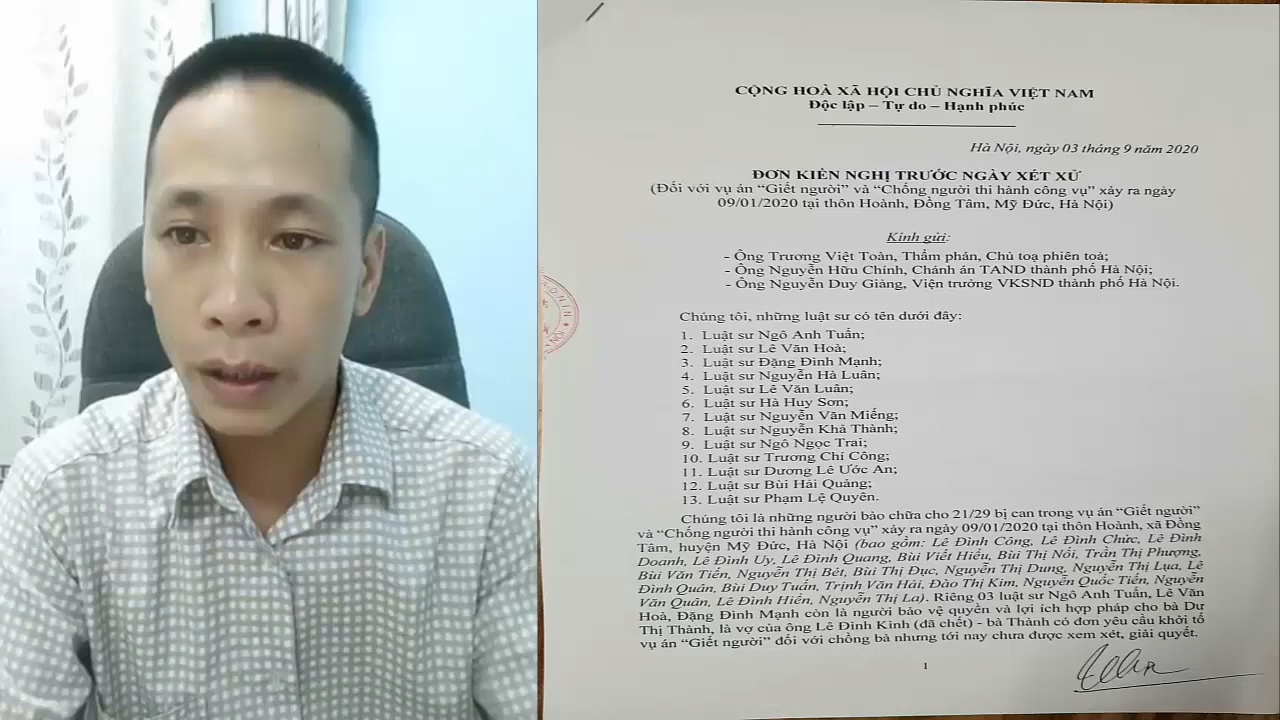 CỘNG HOÀ XÃ HỘI CHỦ NGHĨA VIỆT NAM
Độc lập – Tự do – Hạnh phúc
Hà Nội, ngày 03 tháng 9 năm 2020
ĐƠN KIẾN NGHỊ TRƯỚC NGÀY XÉT XỬ
(Đối với vụ án “Giết người” và “Chống người thi hành công vụ” xảy ra ngày
09/01/2020 tại thôn Hoành, Đồng Tâm, Mỹ Đức, Hà Nội)
Kính gửi:
- Ông Trương Việt Toàn, Thẩm phán, Chủ toạ phiên toà;
- Ông Nguyễn Hữu Chính, Chánh án TAND thành phố Hà Nội;
- Ông Nguyễn Duy Giảng, Viện trưởng VKSND thành phố Hà Nội.
Chúng tôi, những luật sư có tên dưới đây:
1. Luật sư Ngô Anh Tuấn;
2. Luật sư Lê Văn Hoà;
3. Luật sư Đặng Đình Mạnh;
4. Luật sư Nguyễn Hà Luân;
5. Luật sư Lê Văn Luân;
6. Luật sư Hà Huy Sơn;
7. Luật sư Nguyễn Văn Miếng;
8. Luật sư Nguyễn Khả Thành;
9. Luật sư Ngô Ngọc Trai;
10. Luật sư Trương Chí Công;
11. Luật sư Dương Lê Ước An;
12. Luật sư Bùi Hải Quảng;
13. Luật sư Phạm Lệ Quyên.
Chúng tôi là những người bào chữa cho 21/29 bị can trong vụ án “Giết người”
và “Chống người thi hành công vụ” xảy ra ngày 09/01/2020 tại thôn Hoành, xã Đồng
Tâm, huyện Mỹ Đức, Hà Nội (bao gồm: Lê Đình Công, Lê Đình Chức, Lê Đình
Doanh, Lê Đình Uy, Lê Đình Quang, Bùi Viết Hiểu, Bùi Thị Nối, Trần Thị Phượng,
Bùi Văn Tiến, Nguyễn Thị Bét, Bùi Thị Đục, Nguyễn Thị Dung, Nguyễn Thị Lụa, Lê
Đình Quân, Bùi Duy Tuấn, Trịnh Văn Hải, Đào Thị Kim, Nguyễn Quốc Tiến, Nguyễn
Văn Quân, Lê Đình Hiển, Nguyễn Thị La). Riêng 03 luật sư Ngô Anh Tuấn, Lê Văn
Hoà, Đặng Đình Mạnh còn là người bảo vệ quyền và lợi ích hợp pháp cho bà Dư
Thị Thành, là vợ của ông Lê Đình Kình (đã chết) - bà Thành có đơn yêu cầu khởi tố
vụ án “Giết người” đối với chồng bà nhưng tới nay chưa được xem xét, giải quyết.
1